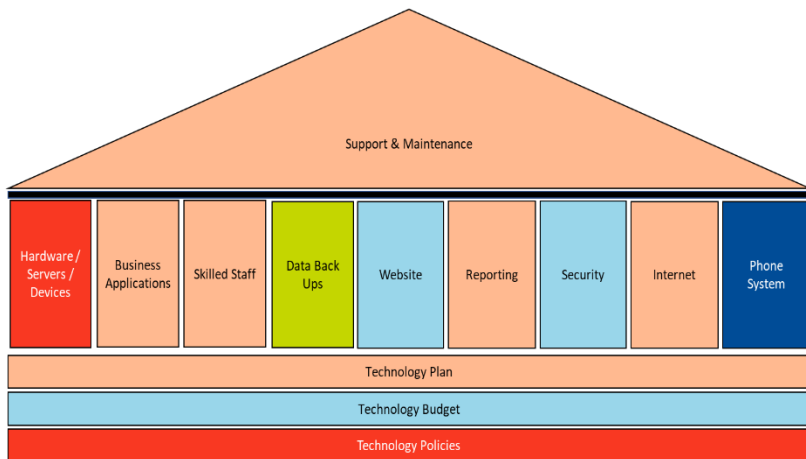 Support & Maintenance
Hardware /
Servers /
Devices
Business
Applications
Skilled Staff
Data Back
Ups
Website
Reporting
Security
Internet
Phone
System
Technology Plan
Technology Budget
Technology Policies